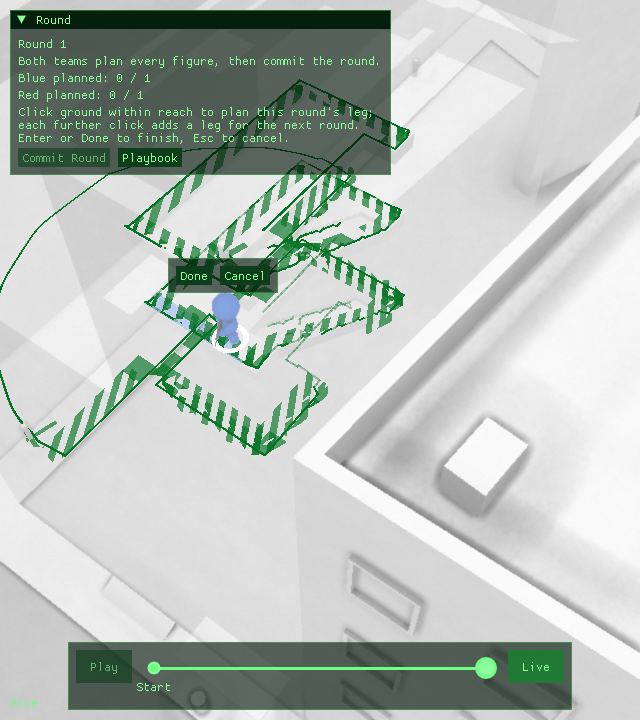 ▼ Round
Round 1
Both teams plan every figure, then commit the round.
Blue planned: 0 / 1
Red planned: 0 / 1
Click ground within reach to plan this round's leg;
each further click adds a leg for the next round.
Enter or Done to finish, Esc to cancel.
Commit Round Playbook
Done Cancel
Play Live
Start